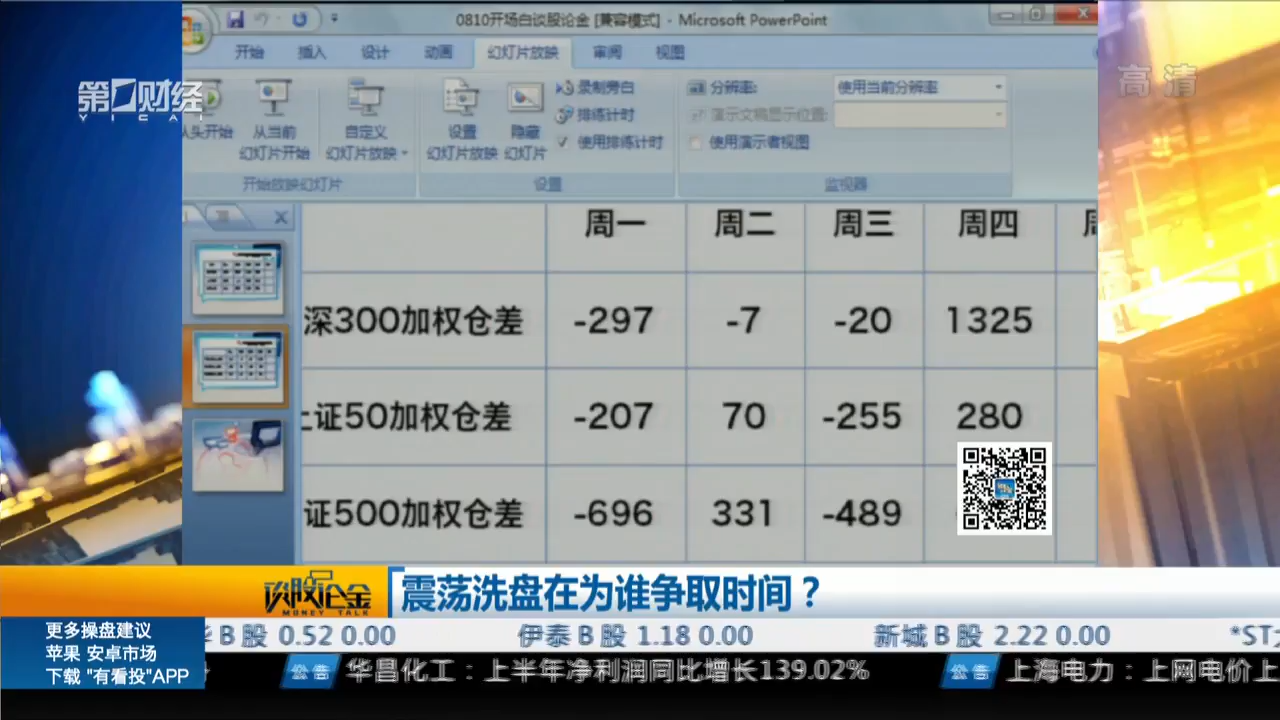 0810开场白谈股论金 [兼容模式] - Microsoft PowerPoint
第一财经
YICAI
高清
开始 插入 设计 动画 幻灯片放映 审阅 视图
从头开始
从当前
幻灯片开始
自定义
幻灯片放映
设置
幻灯片放映
隐藏
幻灯片
录制旁白
排练计时
使用排练计时
分辨率:
使用当前分辨率
演示文稿显示位置:
使用演示者视图
开始放映幻灯片 设置 监视器
周一 周二 周三 周四
深300加权仓差 -297 -7 -20 1325
证50加权仓差 -207 70 -255 280
证500加权仓差 -696 331 -489
谈股论金
MONEY TALK
震荡洗盘在为谁争取时间？
更多操盘建议
苹果 安卓市场
下载 "有看投"APP
B股 0.52 0.00 伊泰B股 1.18 0.00 新城B股 2.22 0.00 *ST
公告 华昌化工：上半年净利润同比增长139.02% 公告 上海电力：上网电价上